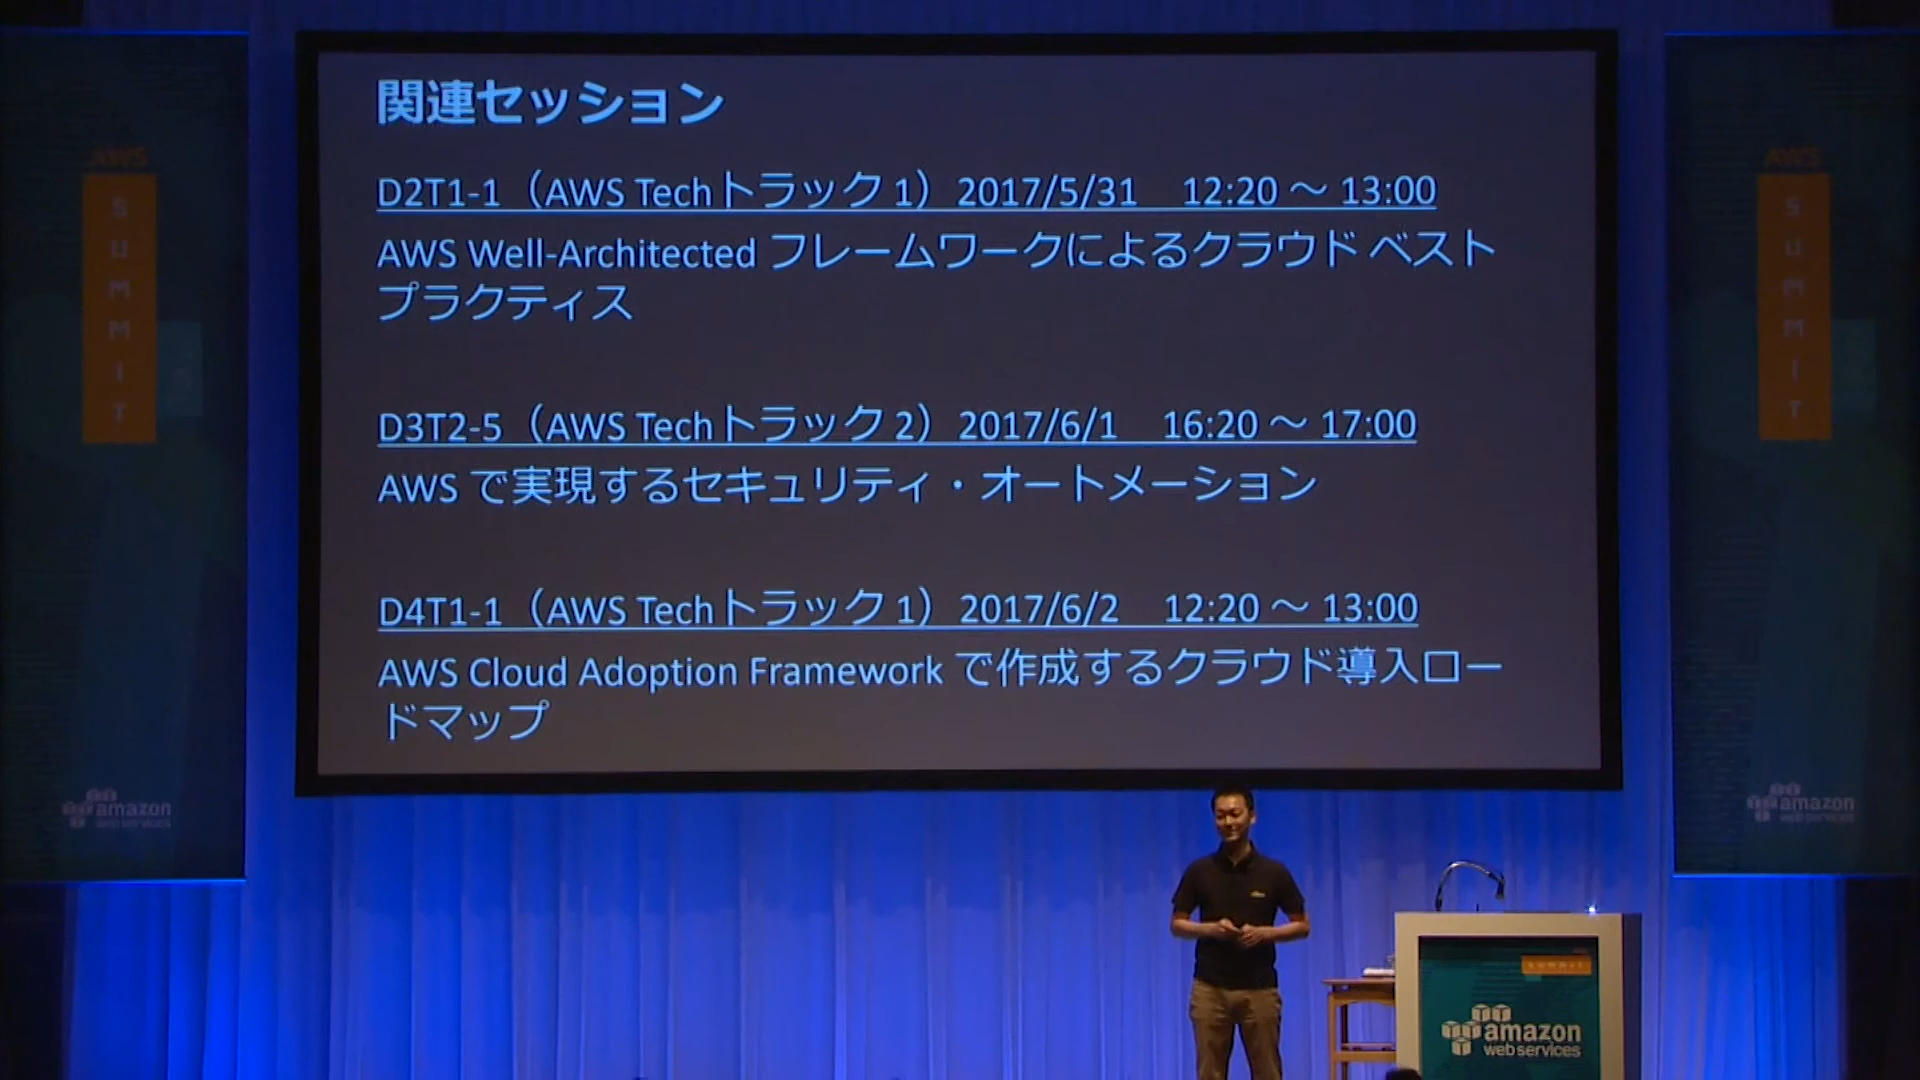 関連セッション
D2T1-1（AWS Techトラック 1）2017/5/31　12:20 ～ 13:00
AWS Well-Architected フレームワークによるクラウド ベスト
プラクティス
D3T2-5（AWS Techトラック 2）2017/6/1　16:20 ～ 17:00
AWS で実現するセキュリティ・オートメーション
D4T1-1（AWS Techトラック 1）2017/6/2　12:20 ～ 13:00
AWS Cloud Adoption Framework で作成するクラウド導入ロー
ドマップ
AWS
SUMMIT
amazon
web services
AWS
SUMMIT
amazon
web services
SUMMIT
amazon
web services